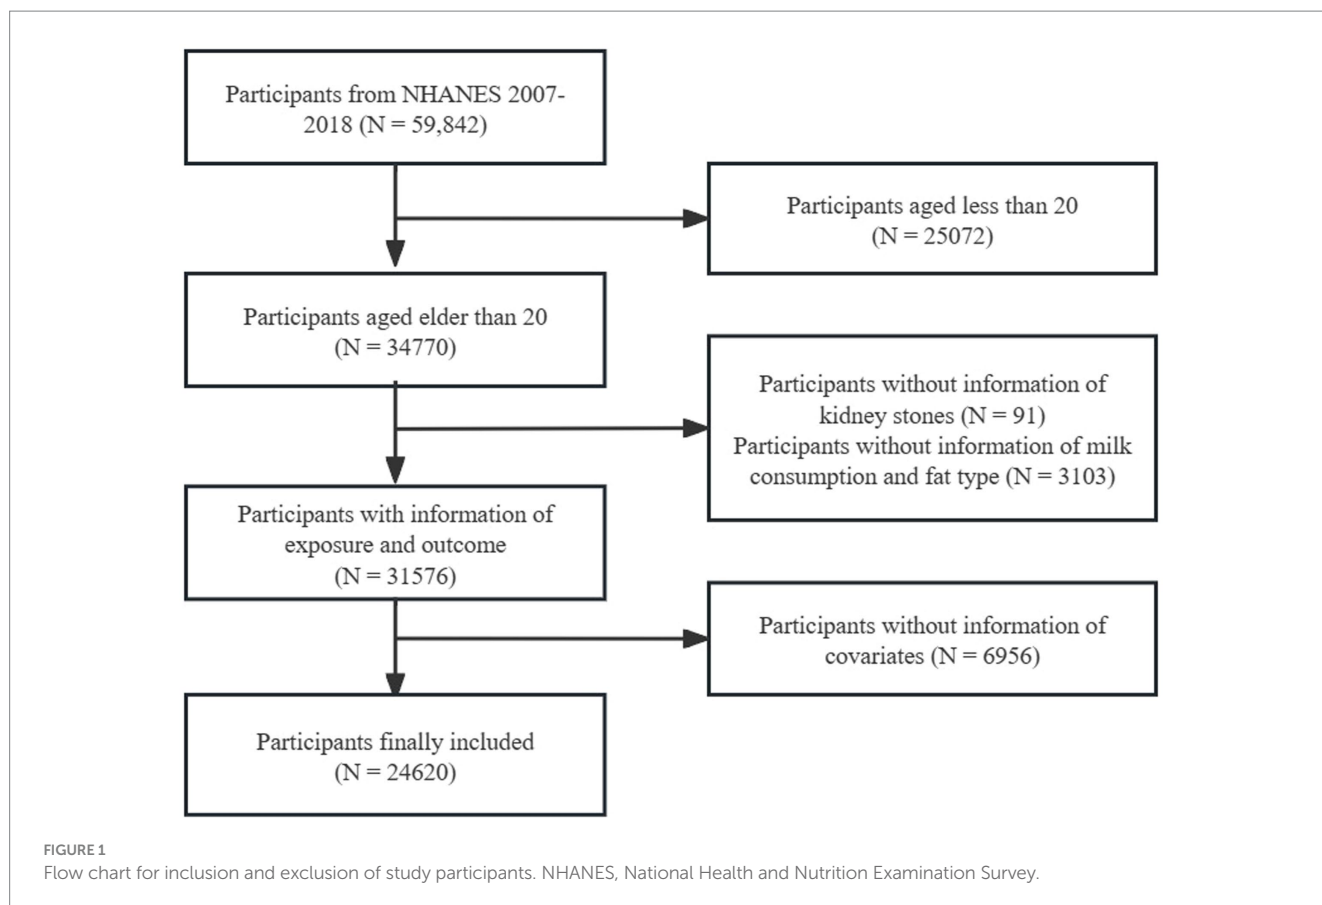 Participants from NHANES 2007-
2018 (N = 59,842)
Participants aged less than 20
(N = 25072)
Participants aged elder than 20
(N = 34770)
Participants without information of
kidney stones (N = 91)
Participants without information of milk
consumption and fat type (N = 3103)
Participants with information of
exposure and outcome
(N = 31576)
Participants without information of
covariates (N = 6956)
Participants finally included
(N = 24620)
FIGURE 1
Flow chart for inclusion and exclusion of study participants. NHANES, National Health and Nutrition Examination Survey.